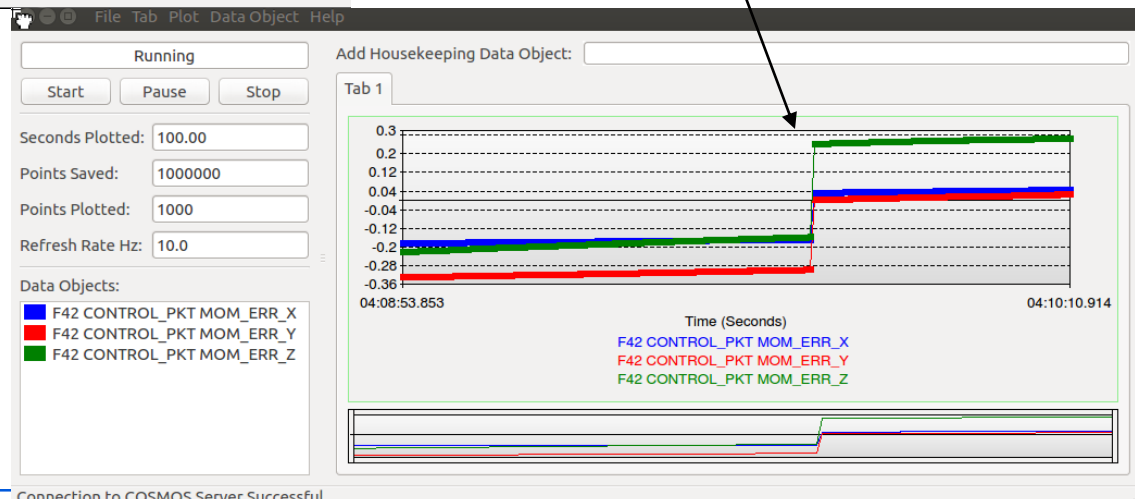 File Tab Plot Data Object Help
Running
Start Pause Stop
Seconds Plotted: 100.00
Points Saved: 1000000
Points Plotted: 1000
Refresh Rate Hz: 10.0
Data Objects:
F42 CONTROL_PKT MOM_ERR_X
F42 CONTROL_PKT MOM_ERR_Y
F42 CONTROL_PKT MOM_ERR_Z
Add Housekeeping Data Object:
Tab 1
0.3
0.2
0.12
0.04
-0.04
-0.12
-0.2
-0.28
-0.36
04:08:53.853 04:10:10.914
Time (Seconds)
F42 CONTROL_PKT MOM_ERR_X
F42 CONTROL_PKT MOM_ERR_Y
F42 CONTROL_PKT MOM_ERR_Z
Connection to COSMOS Server Successful